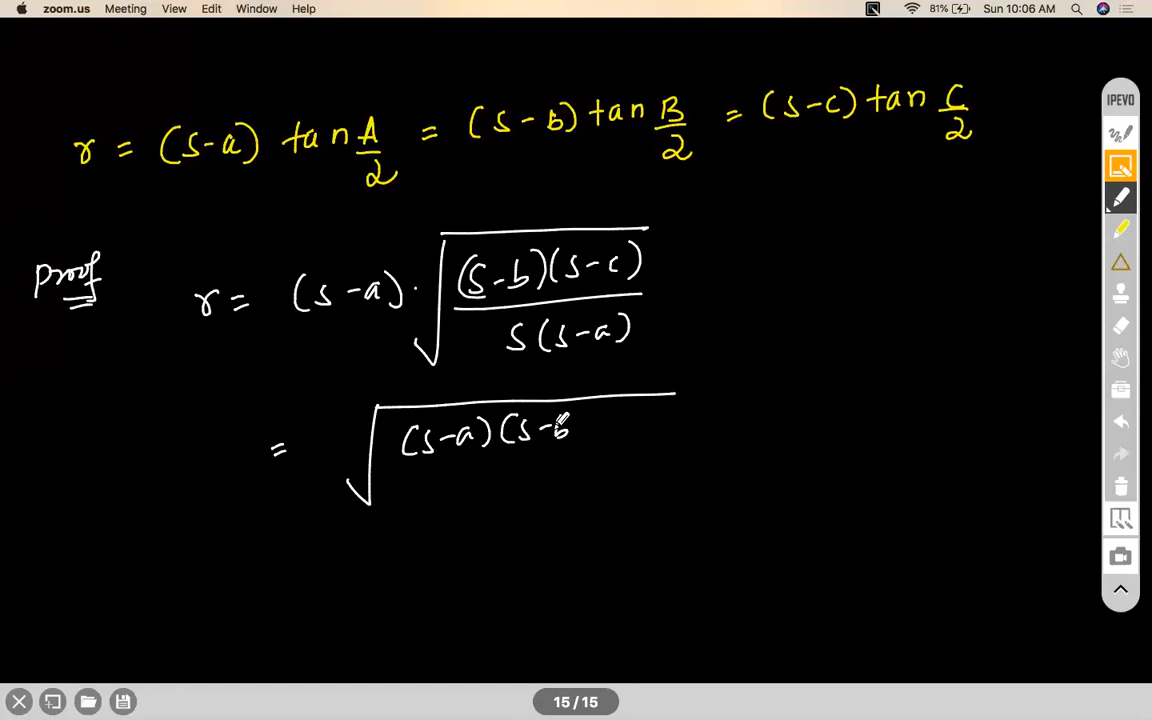 zoom.us Meeting View Edit Window Help 81% Sun 10:06 AM
IPEVO
r = (s-a) tan A/2 = (s-b) tan B/2 = (s-c) tan C/2
Proof r = (s-a) · √((s-b)(s-c)/s(s-a))
= √(s-a)(s-b
15/15